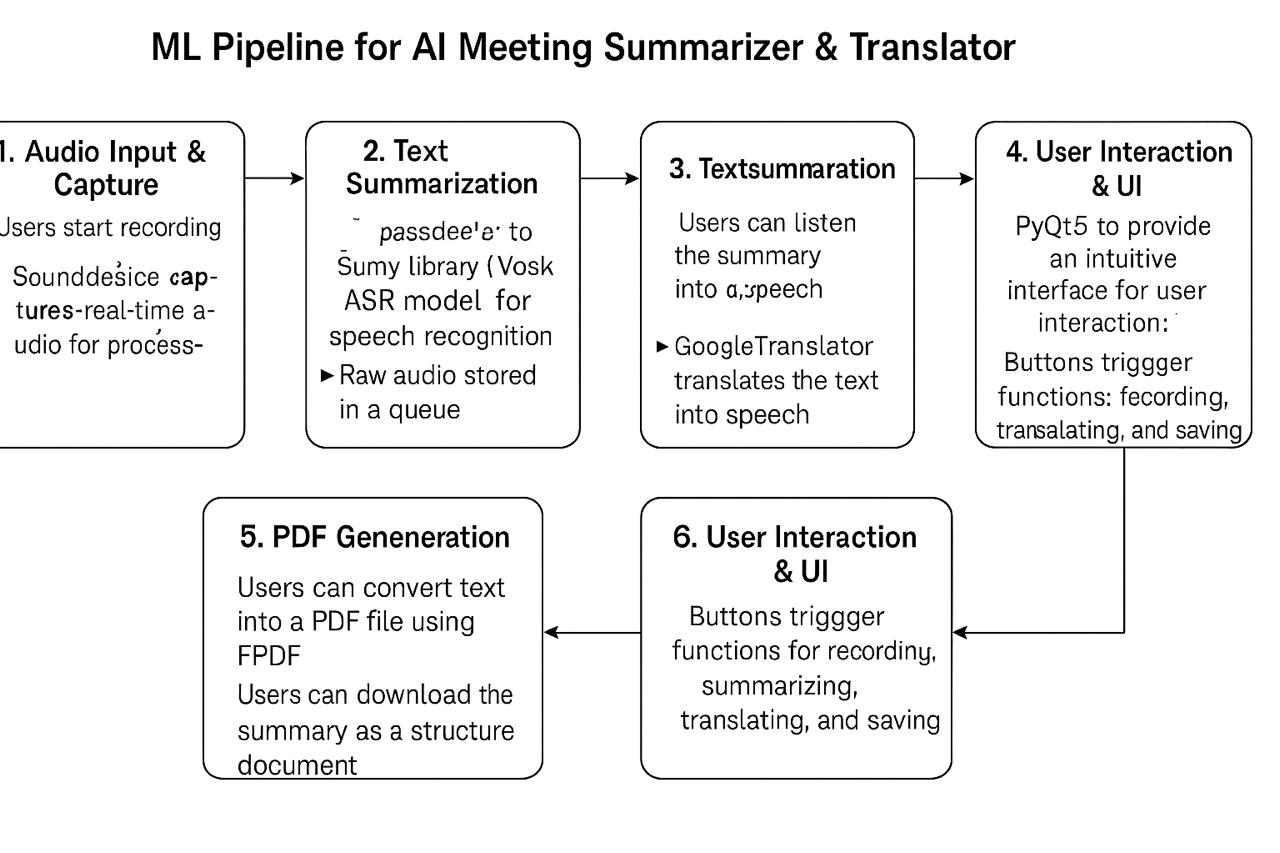 ML Pipeline for AI Meeting Summarizer & Translator
1. Audio Input &
Capture
Users start recording
Sounddesice cap-
tures-real-time a-
udio for process-
2. Text
Summarization
to
Sumy library (Vosk
ASR model for
speech recognition
▸ Raw audio stored
in a queue
3. Textsumnaration
Users can listen
the summary
into speech
▸ GoogleTranslator
translates the text
into speech
4. User Interaction
& UI
PyQt5 to provide
an intuitive
interface for user
interaction:
Buttons triggger
functions: fecording,
transalating, and saving
6. User Interaction
& UI
Buttons triggger
functions for recording,
summarizing,
translating, and saving
5. PDF Geneneration
Users can convert text
into a PDF file using
FPDF
Users can download the
summary as a structure
document